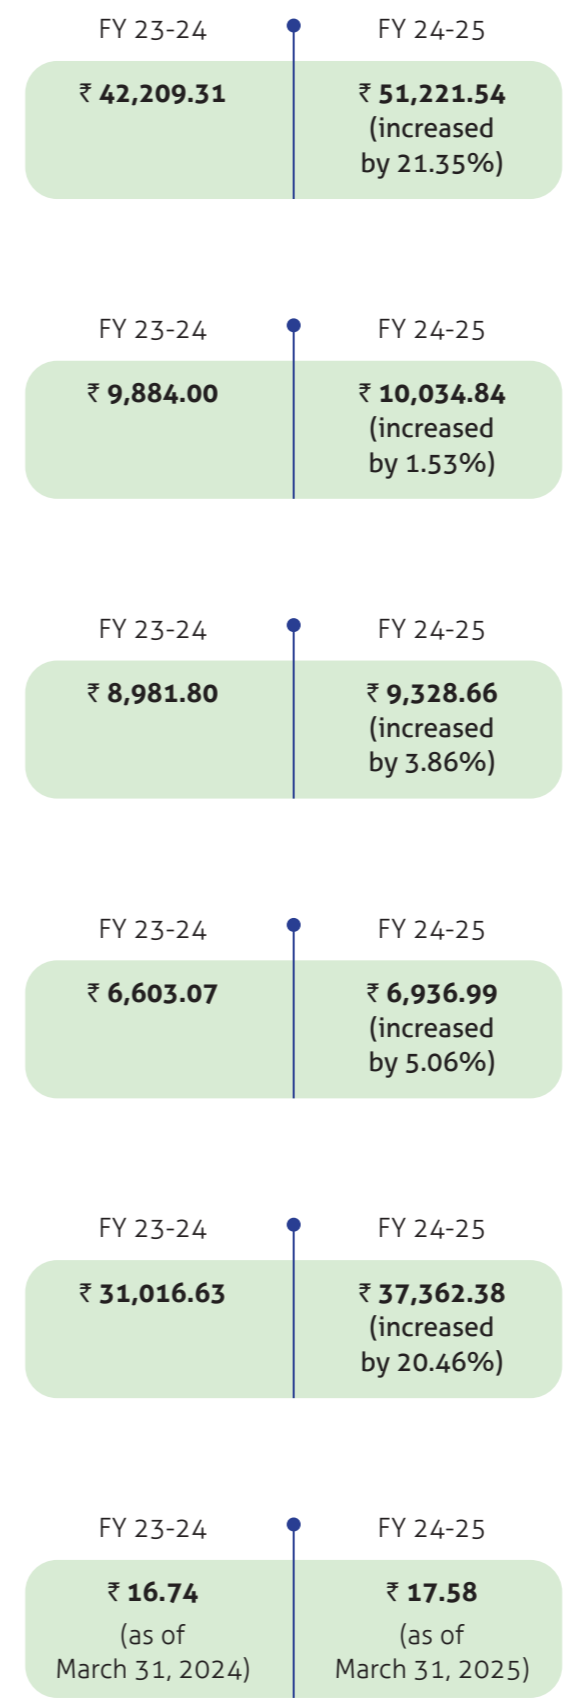 FY 23-24 FY 24-25
₹ 42,209.31 ₹ 51,221.54
(increased
by 21.35%)
FY 23-24 FY 24-25
₹ 9,884.00 ₹ 10,034.84
(increased
by 1.53%)
FY 23-24 FY 24-25
₹ 8,981.80 ₹ 9,328.66
(increased
by 3.86%)
FY 23-24 FY 24-25
₹ 6,603.07 ₹ 6,936.99
(increased
by 5.06%)
FY 23-24 FY 24-25
₹ 31,016.63 ₹ 37,362.38
(increased
by 20.46%)
FY 23-24 FY 24-25
₹ 16.74 ₹ 17.58
(as of (as of
March 31, 2024) March 31, 2025)